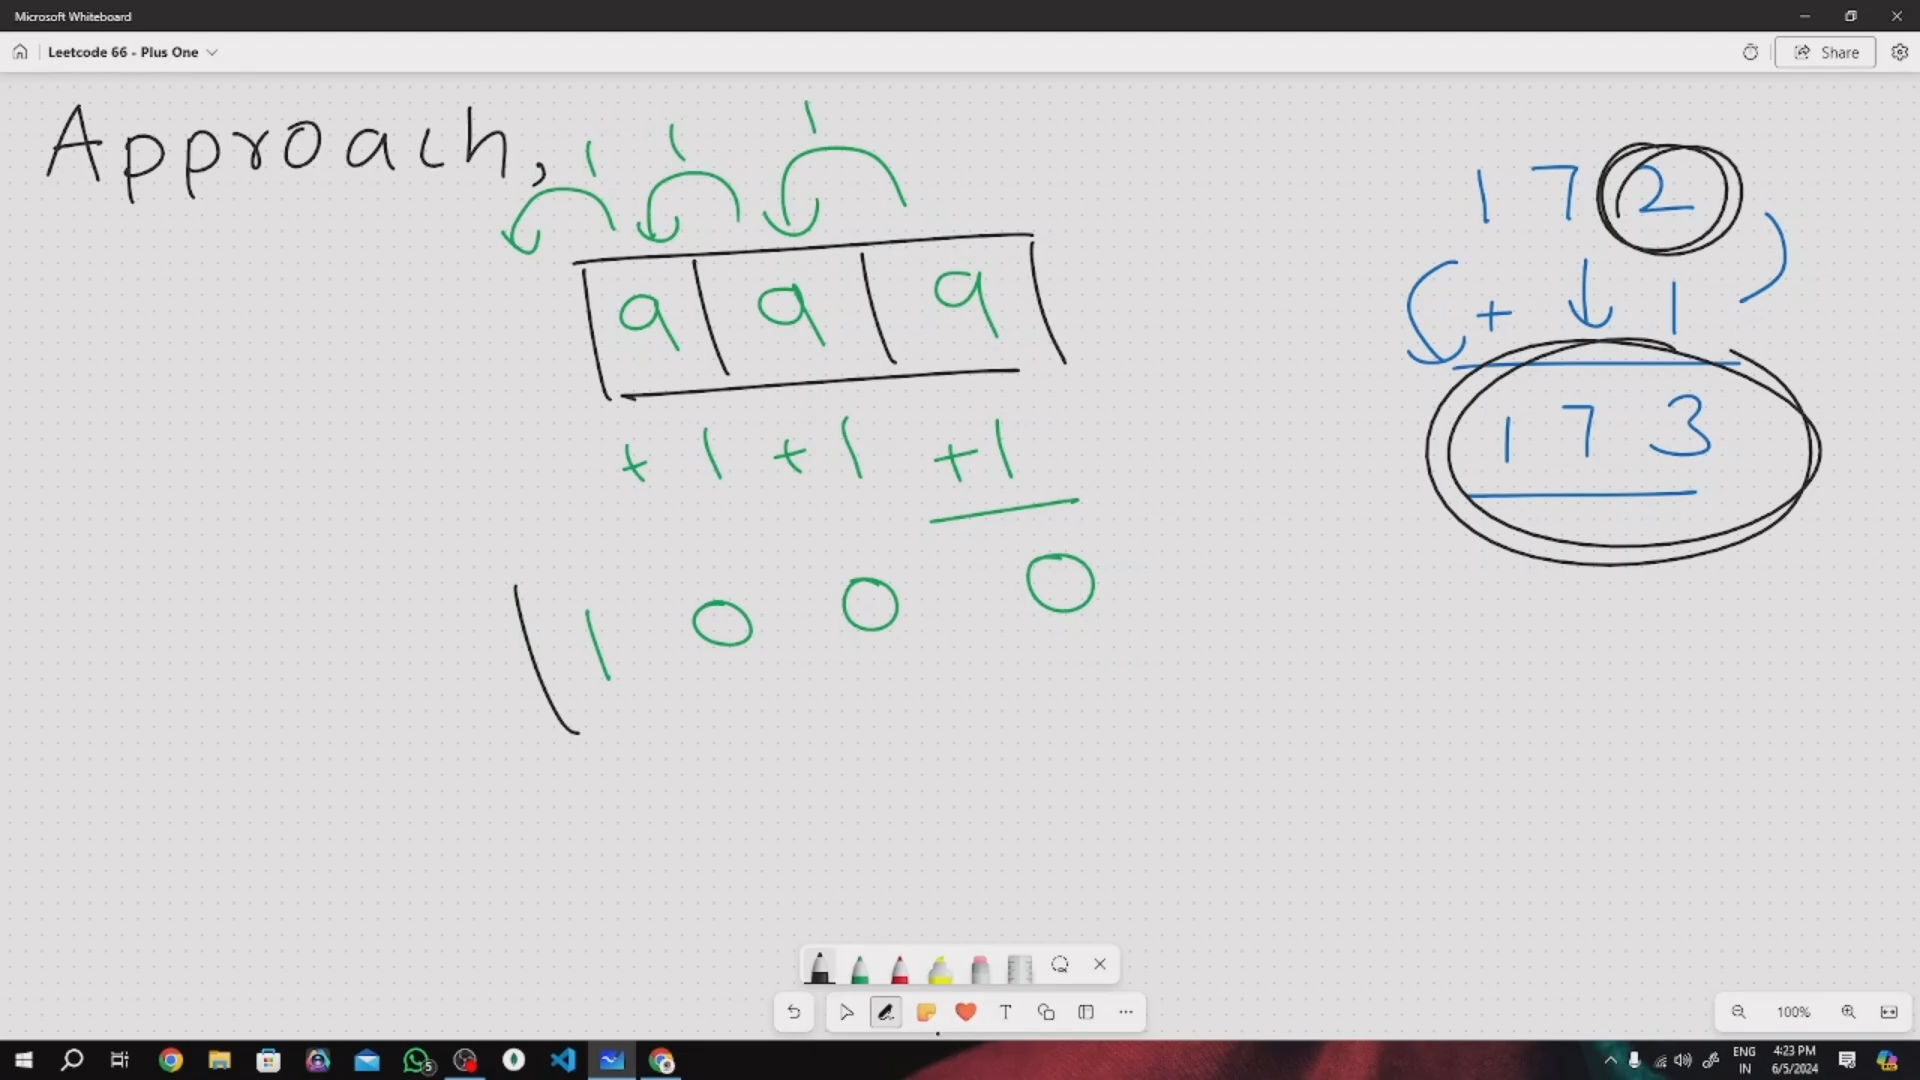 Microsoft Whiteboard
Leetcode 66 - Plus One
Share
Approach,
1 1 1
9 9 9
+ 1 + 1 + 1
1 0 0 0
1 7 2
+ 1
1 7 3
T
100%
5
ENG
IN
4:23 PM
6/5/2024